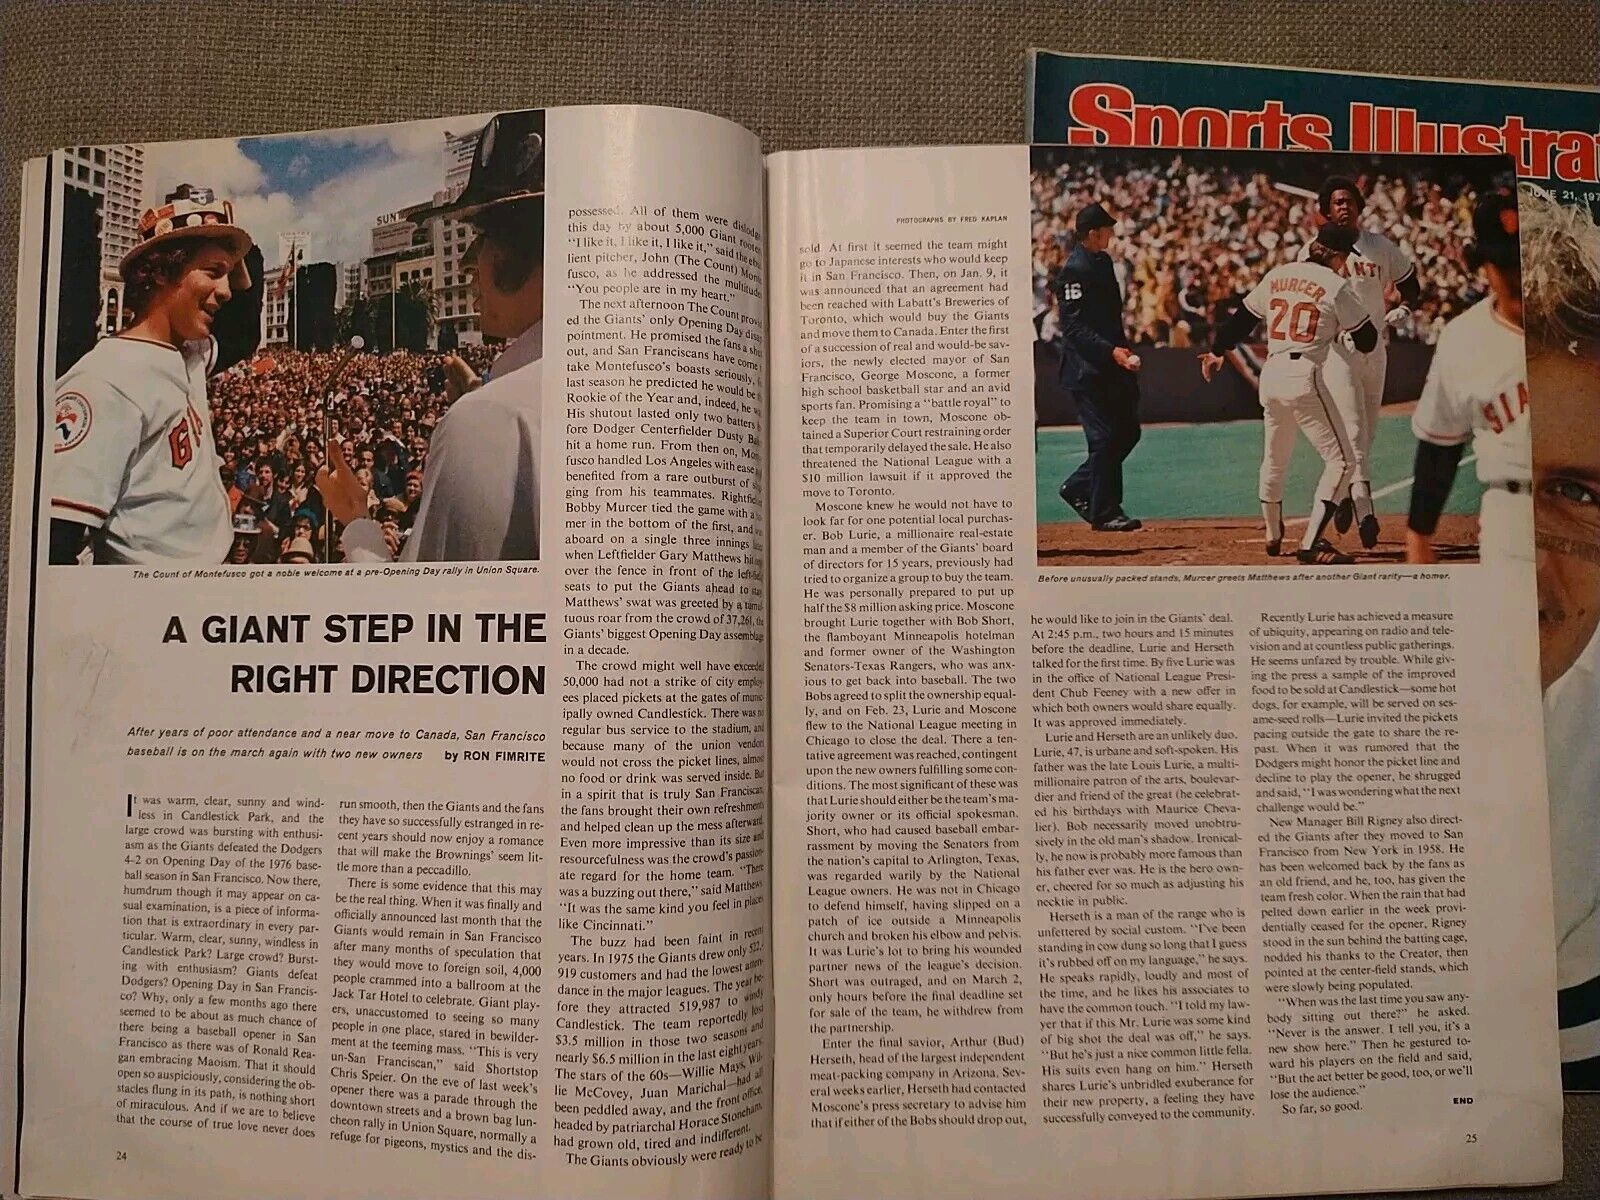 SUNT
G
The Count of Montefusco got a noble welcome at a pre-Opening Day rally in Union Square.
A GIANT STEP IN THE
RIGHT DIRECTION
After years of poor attendance and a near move to Canada, San Francisco
baseball is on the march again with two new owners by RON FIMRITE
It was warm, clear, sunny and wind-
less in Candlestick Park, and the
large crowd was bursting with enthusi-
asm as the Giants defeated the Dodgers
4-2 on Opening Day of the 1976 base-
ball season in San Francisco. Now there,
humdrum though it may appear on ca-
sual examination, is a piece of informa-
tion that is extraordinary in every par-
ticular. Warm, clear, sunny, windless in
Candlestick Park? Large crowd? Burst-
ing with enthusiasm? Giants defeat
Dodgers? Opening Day in San Francis-
co? Why, only a few months ago there
seemed to be about as much chance of
there being a baseball opener in San
Francisco as there was of Ronald Rea-
gan embracing Maoism. That it should
open so auspiciously, considering the ob-
stacles flung in its path, is nothing short
of miraculous. And if we are to believe
that the course of true love never does
24
run smooth, then the Giants and the fans
they have so successfully estranged in re-
cent years should now enjoy a romance
that will make the Brownings' seem lit-
tle more than a peccadillo.
There is some evidence that this may
be the real thing. When it was finally and
officially announced last month that the
Giants would remain in San Francisco
after many months of speculation that
they would move to foreign soil, 4,000
people crammed into a ballroom at the
Jack Tar Hotel to celebrate. Giant play-
ers, unaccustomed to seeing so many
people in one place, stared in bewilder-
ment at the teeming mass. "This is very
un-San Franciscan," said Shortstop
Chris Speier. On the eve of last week's
opener there was a parade through the
downtown streets and a brown bag lun-
cheon rally in Union Square, normally a
refuge for pigeons, mystics and the dis-
possessed. All of them were dislodged
this day by about 5,000 Giant rooters.
"I like it, I like it, I like it," said the ebul-
lient pitcher, John (The Count) Monte-
fusco, as he addressed the multitude.
"You people are in my heart."
The next afternoon The Count provid-
ed the Giants' only Opening Day disap-
pointment. He promised the fans a shut-
out, and San Franciscans have come to
take Montefusco's boasts seriously,
last season he predicted he would be
Rookie of the Year and, indeed, he was.
His shutout lasted only two batters be-
fore Dodger Centerfielder Dusty Baker
hit a home run. From then on, Monte-
fusco handled Los Angeles with ease and
benefited from a rare outburst of slug-
ging from his teammates. Rightfielder
Bobby Murcer tied the game with a ho-
mer in the bottom of the first, and was
aboard on a single three innings later
when Leftfielder Gary Matthews hit one
over the fence in front of the left-field
seats to put the Giants ahead to stay.
Matthews' swat was greeted by a tumul-
tuous roar from the crowd of 37,261, the
Giants' biggest Opening Day assemblage
in a decade.
The crowd might well have exceeded
50,000 had not a strike of city employ-
ees placed pickets at the gates of munic-
ipally owned Candlestick. There was no
regular bus service to the stadium, and
because many of the union vendors
would not cross the picket lines, almost
no food or drink was served inside. But
in a spirit that is truly San Franciscan,
the fans brought their own refreshments
and helped clean up the mess afterward.
Even more impressive than its size and
resourcefulness was the crowd's passion-
ate regard for the home team. "There
was a buzzing out there," said Matthews.
"It was the same kind you feel in places
like Cincinnati."
The buzz had been faint in recent
years. In 1975 the Giants drew only 522,-
919 customers and had the lowest atten-
dance in the major leagues. The year be-
fore they attracted 519,987 to windy
Candlestick. The team reportedly lost
$3.5 million in those two seasons and
nearly $6.5 million in the last eight years.
The stars of the 60s—Willie Mays, Wil-
lie McCovey, Juan Marichal—had all
been peddled away, and the front office,
headed by patriarchal Horace Stoneham,
had grown old, tired and indifferent.
The Giants obviously were ready to be
PHOTOGRAPHS BY FRED KAPLAN
sold. At first it seemed the team might
go to Japanese interests who would keep
it in San Francisco. Then, on Jan. 9, it
was announced that an agreement had
been reached with Labatt's Breweries of
Toronto, which would buy the Giants
and move them to Canada. Enter the first
of a succession of real and would-be sav-
iors, the newly elected mayor of San
Francisco, George Moscone, a former
high school basketball star and an avid
sports fan. Promising a "battle royal" to
keep the team in town, Moscone ob-
tained a Superior Court restraining order
that temporarily delayed the sale. He also
threatened the National League with a
$10 million lawsuit if it approved the
move to Toronto.
Moscone knew he would not have to
look far for one potential local purchas-
er. Bob Lurie, a millionaire real-estate
man and a member of the Giants' board
of directors for 15 years, previously had
tried to organize a group to buy the team.
He was personally prepared to put up
half the $8 million asking price. Moscone
brought Lurie together with Bob Short,
the flamboyant Minneapolis hotelman
and former owner of the Washington
Senators-Texas Rangers, who was anx-
ious to get back into baseball. The two
Bobs agreed to split the ownership equal-
ly, and on Feb. 23, Lurie and Moscone
flew to the National League meeting in
Chicago to close the deal. There a ten-
tative agreement was reached, contingent
upon the new owners fulfilling some con-
ditions. The most significant of these was
that Lurie should either be the team's ma-
jority owner or its official spokesman.
Short, who had caused baseball embar-
rassment by moving the Senators from
the nation's capital to Arlington, Texas,
was regarded warily by the National
League owners. He was not in Chicago
to defend himself, having slipped on a
patch of ice outside a Minneapolis
church and broken his elbow and pelvis.
It was Lurie's lot to bring his wounded
partner news of the league's decision.
Short was outraged, and on March 2,
only hours before the final deadline set
for sale of the team, he withdrew from
the partnership.
Enter the final savior, Arthur (Bud)
Herseth, head of the largest independent
meat-packing company in Arizona. Sev-
eral weeks earlier, Herseth had contacted
Moscone's press secretary to advise him
that if either of the Bobs should drop out,
16
MURCER
20
ANT
SIA
Before unusually packed stands, Murcer greets Matthews after another Giant rarity—a homer.
he would like to join in the Giants' deal.
At 2:45 p.m., two hours and 15 minutes
before the deadline, Lurie and Herseth
talked for the first time. By five Lurie was
in the office of National League Presi-
dent Chub Feeney with a new offer in
which both owners would share equally.
It was approved immediately.
Lurie and Herseth are an unlikely duo.
Lurie, 47, is urbane and soft-spoken. His
father was the late Louis Lurie, a multi-
millionaire patron of the arts, boulevar-
dier and friend of the great (he celebrat-
ed his birthdays with Maurice Cheva-
lier). Bob necessarily moved unobtru-
sively in the old man's shadow. Ironical-
ly, he now is probably more famous than
his father ever was. He is the hero own-
er, cheered for so much as adjusting his
necktie in public.
Herseth is a man of the range who is
unfettered by social custom. "I've been
standing in cow dung so long that I guess
it's rubbed off on my language," he says.
He speaks rapidly, loudly and most of
the time, and he likes his associates to
have the common touch. "I told my law-
yer that if this Mr. Lurie was some kind
of big shot the deal was off," he says.
"But he's just a nice common little fella.
His suits even hang on him." Herseth
shares Lurie's unbridled exuberance for
their new property, a feeling they have
successfully conveyed to the community.
Recently Lurie has achieved a measure
of ubiquity, appearing on radio and tele-
vision and at countless public gatherings.
He seems unfazed by trouble. While giv-
ing the press a sample of the improved
food to be sold at Candlestick—some hot
dogs, for example, will be served on ses-
ame-seed rolls—Lurie invited the pickets
pacing outside the gate to share the re-
past. When it was rumored that the
Dodgers might honor the picket line and
decline to play the opener, he shrugged
and said, "I was wondering what the next
challenge would be."
New Manager Bill Rigney also direct-
ed the Giants after they moved to San
Francisco from New York in 1958. He
has been welcomed back by the fans as
an old friend, and he, too, has given the
team fresh color. When the rain that had
pelted down earlier in the week provi-
dentially ceased for the opener, Rigney
stood in the sun behind the batting cage,
nodded his thanks to the Creator, then
pointed at the center-field stands, which
were slowly being populated.
"When was the last time you saw any-
body sitting out there?" he asked.
"Never is the answer. I tell you, it's a
new show here." Then he gestured to-
ward his players on the field and said,
"But the act better be good, too, or we'll
lose the audience."
So far, so good.
END
25
Sports Illustra
JUNE 21, 197